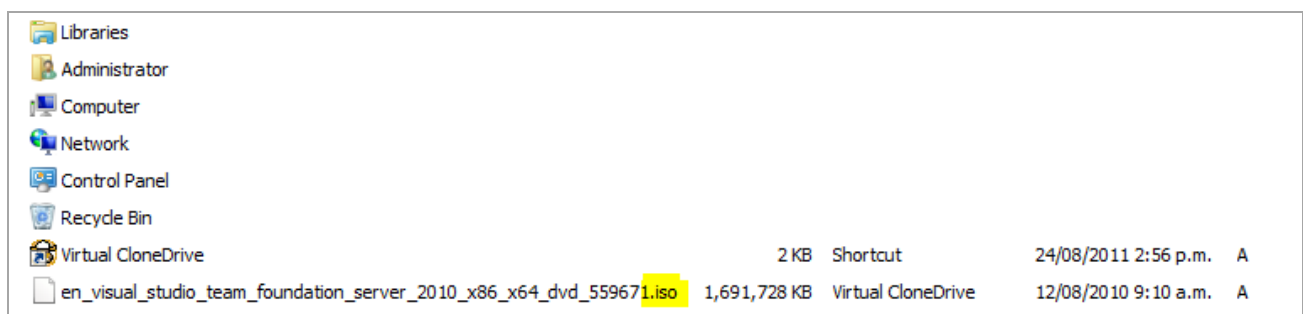 Libraries
Administrator
Computer
Network
Control Panel
Recycle Bin
Virtual CloneDrive 2 KB Shortcut 24/08/2011 2:56 p.m. A
en_visual_studio_team_foundation_server_2010_x86_x64_dvd_559671.iso 1,691,728 KB Virtual CloneDrive 12/08/2010 9:10 a.m. A